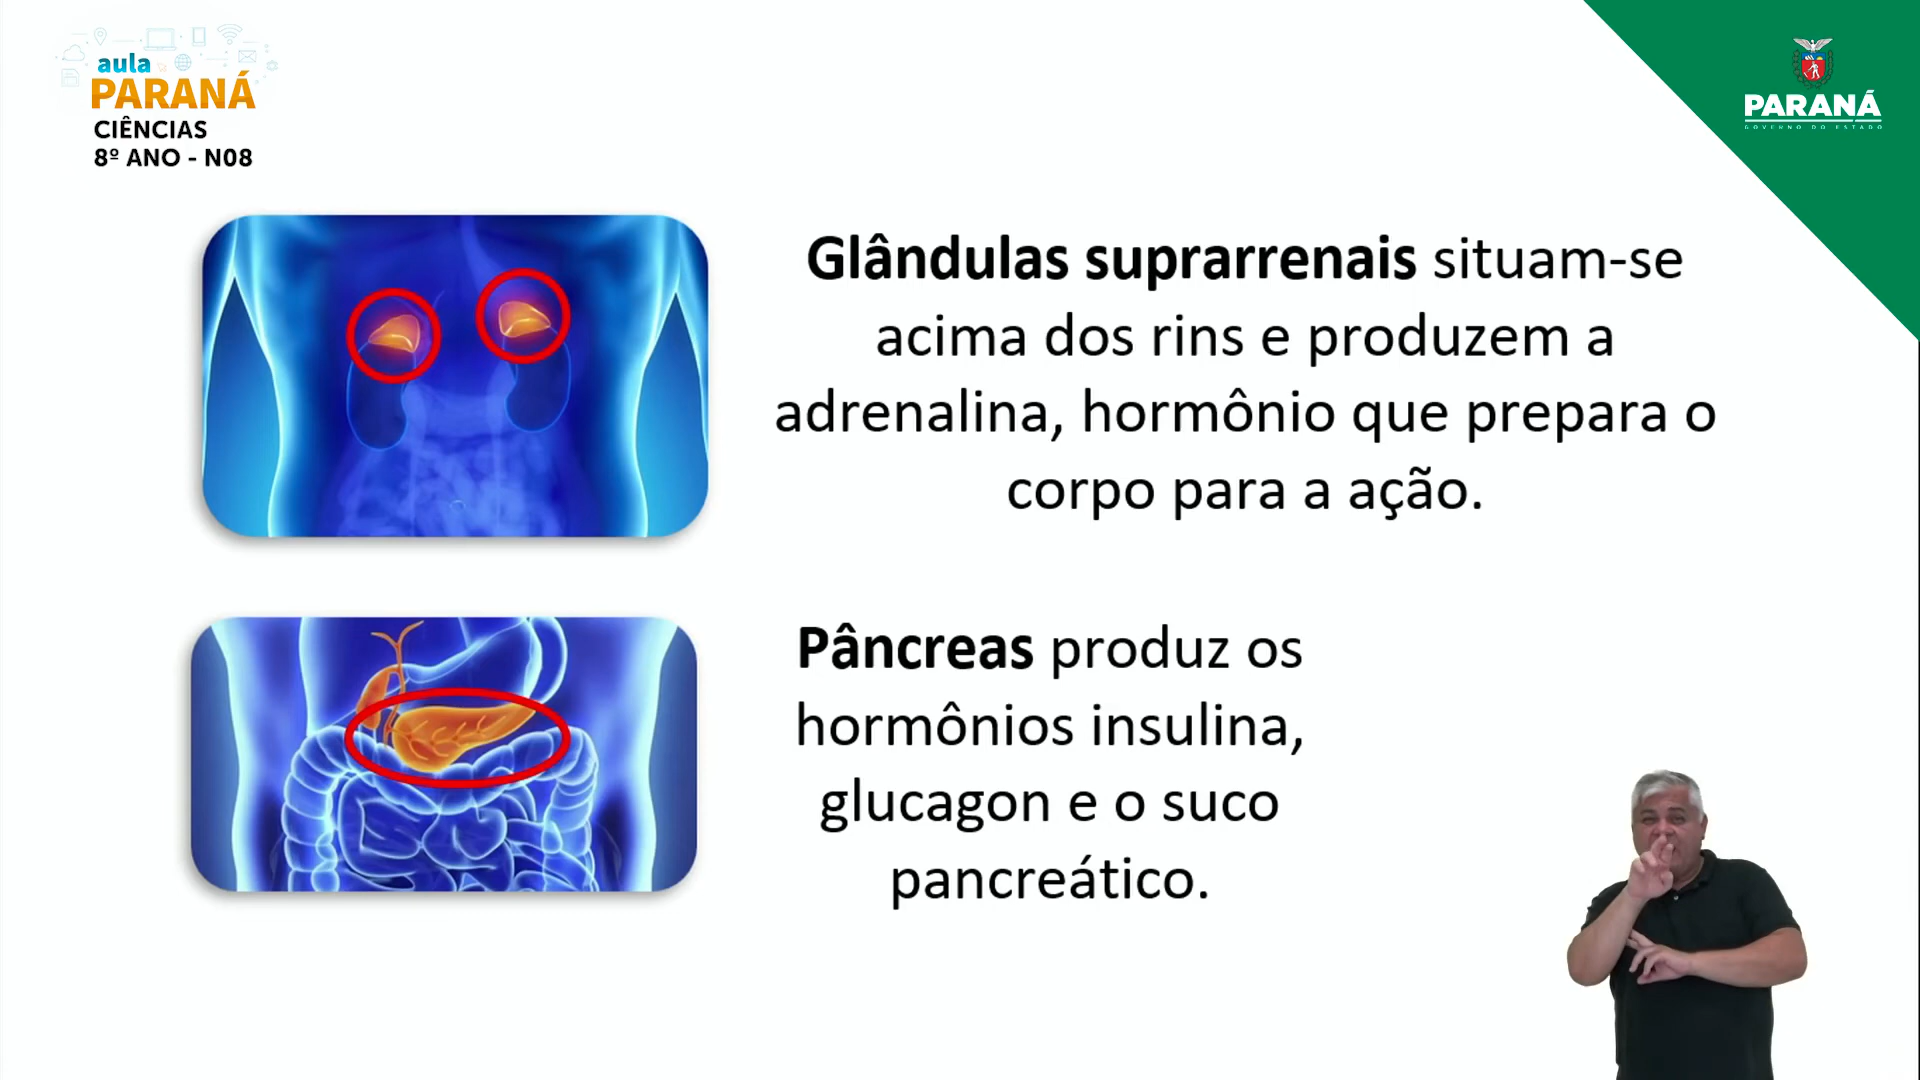 aula
PARANÁ
CIÊNCIAS
8º ANO - N08
PARANÁ
GOVERNO DO ESTADO
Glândulas suprarrenais situam-se
acima dos rins e produzem a
adrenalina, hormônio que prepara o
corpo para a ação.
Pâncreas produz os
hormônios insulina,
glucagon e o suco
pancreático.